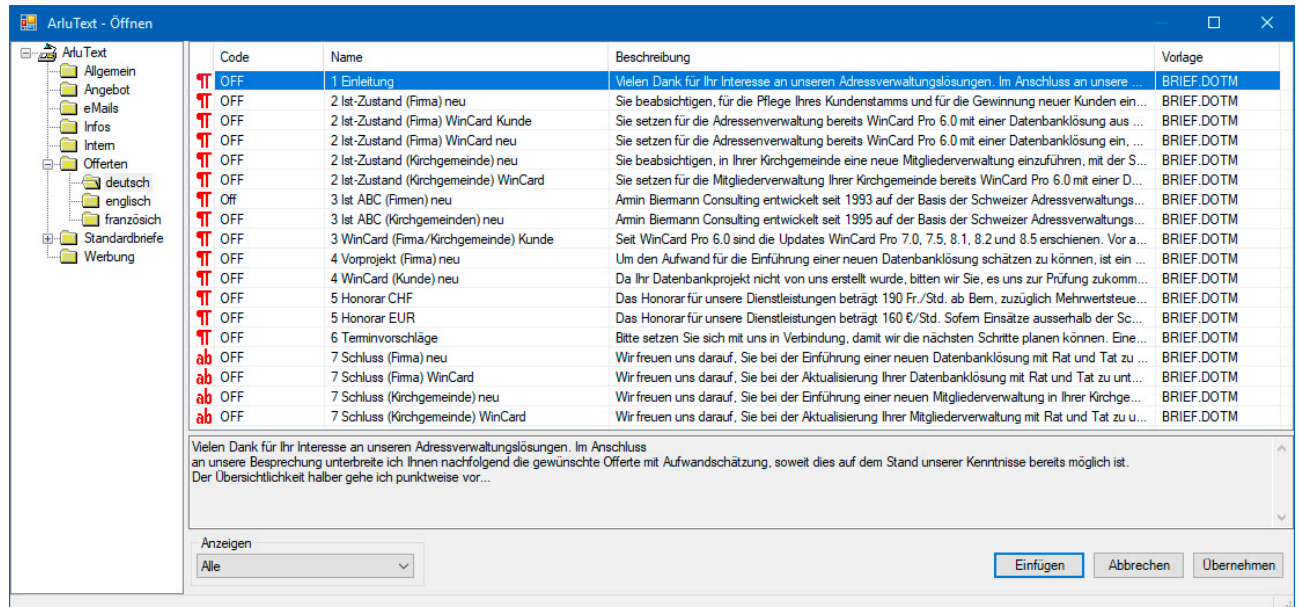 ArluText - Öffnen
ArluText
Allgemein
Angebot
eMails
Infos
Intern
Offerten
deutsch
englisch
französich
Standardbriefe
Werbung
Code Name Beschreibung Vorlage
¶ OFF 1 Einleitung Vielen Dank für Ihr Interesse an unseren Adressverwaltungslösungen. Im Anschluss an unsere ... BRIEF.DOTM
¶ OFF 2 Ist-Zustand (Firma) neu Sie beabsichtigen, für die Pflege Ihres Kundenstamms und für die Gewinnung neuer Kunden ein... BRIEF.DOTM
¶ OFF 2 Ist-Zustand (Firma) WinCard Kunde Sie setzen für die Adressenverwaltung bereits WinCard Pro 6.0 mit einer Datenbanklösung aus ... BRIEF.DOTM
¶ OFF 2 Ist-Zustand (Firma) WinCard neu Sie setzen für die Adressenverwaltung bereits WinCard Pro 6.0 mit einer Datenbanklösung ein, ... BRIEF.DOTM
¶ OFF 2 Ist-Zustand (Kirchgemeinde) neu Sie beabsichtigen, in Ihrer Kirchgemeinde eine neue Mitgliederverwaltung einzuführen, mit der S... BRIEF.DOTM
¶ OFF 2 Ist-Zustand (Kirchgemeinde) WinCard Sie setzen für die Mitgliederverwaltung Ihrer Kirchgemeinde bereits WinCard Pro 6.0 mit einer D... BRIEF.DOTM
¶ Off 3 Ist ABC (Firmen) neu Armin Biermann Consulting entwickelt seit 1993 auf der Basis der Schweizer Adressverwaltungs... BRIEF.DOTM
¶ OFF 3 Ist ABC (Kirchgemeinden) neu Armin Biermann Consulting entwickelt seit 1995 auf der Basis der Schweizer Adressverwaltungs... BRIEF.DOTM
¶ OFF 3 WinCard (Firma/Kirchgemeinde) Kunde Seit WinCard Pro 6.0 sind die Updates WinCard Pro 7.0, 7.5, 8.1, 8.2 und 8.5 erschienen. Vor a... BRIEF.DOTM
¶ OFF 4 Vorprojekt (Firma) neu Um den Aufwand für die Einführung einer neuen Datenbanklösung schätzen zu können, ist ein ... BRIEF.DOTM
¶ OFF 4 WinCard (Kunde) neu Da Ihr Datenbankprojekt nicht von uns erstellt wurde, bitten wir Sie, es uns zur Prüfung zukomm... BRIEF.DOTM
¶ OFF 5 Honorar CHF Das Honorar für unsere Dienstleistungen beträgt 190 Fr./Std. ab Bern, zuzüglich Mehrwertsteue... BRIEF.DOTM
¶ OFF 5 Honorar EUR Das Honorar für unsere Dienstleistungen beträgt 160 €/Std. Sofern Einsätze ausserhalb der Sc... BRIEF.DOTM
¶ OFF 6 Terminvorschläge Bitte setzen Sie sich mit uns in Verbindung, damit wir die nächsten Schritte planen können. Eine... BRIEF.DOTM
ab OFF 7 Schluss (Firma) neu Wir freuen uns darauf, Sie bei der Einführung einer neuen Datenbanklösung mit Rat und Tat zu ... BRIEF.DOTM
ab OFF 7 Schluss (Firma) WinCard Wir freuen uns darauf, Sie bei der Aktualisierung Ihrer Datenbanklösung mit Rat und Tat zu unt... BRIEF.DOTM
ab OFF 7 Schluss (Kirchgemeinde) neu Wir freuen uns darauf, Sie bei der Einführung einer neuen Mitgliederverwaltung in Ihrer Kirchge... BRIEF.DOTM
ab OFF 7 Schluss (Kirchgemeinde) WinCard Wir freuen uns darauf, Sie bei der Aktualisierung Ihrer Mitgliederverwaltung mit Rat und Tat zu u... BRIEF.DOTM
Vielen Dank für Ihr Interesse an unseren Adressverwaltungslösungen. Im Anschluss
an unsere Besprechung unterbreite ich Ihnen nachfolgend die gewünschte Offerte mit Aufwandschätzung, soweit dies auf dem Stand unserer Kenntnisse bereits möglich ist.
Der Übersichtlichkeit halber gehe ich punktweise vor...
Anzeigen
Alle
Einfügen Abbrechen Übernehmen